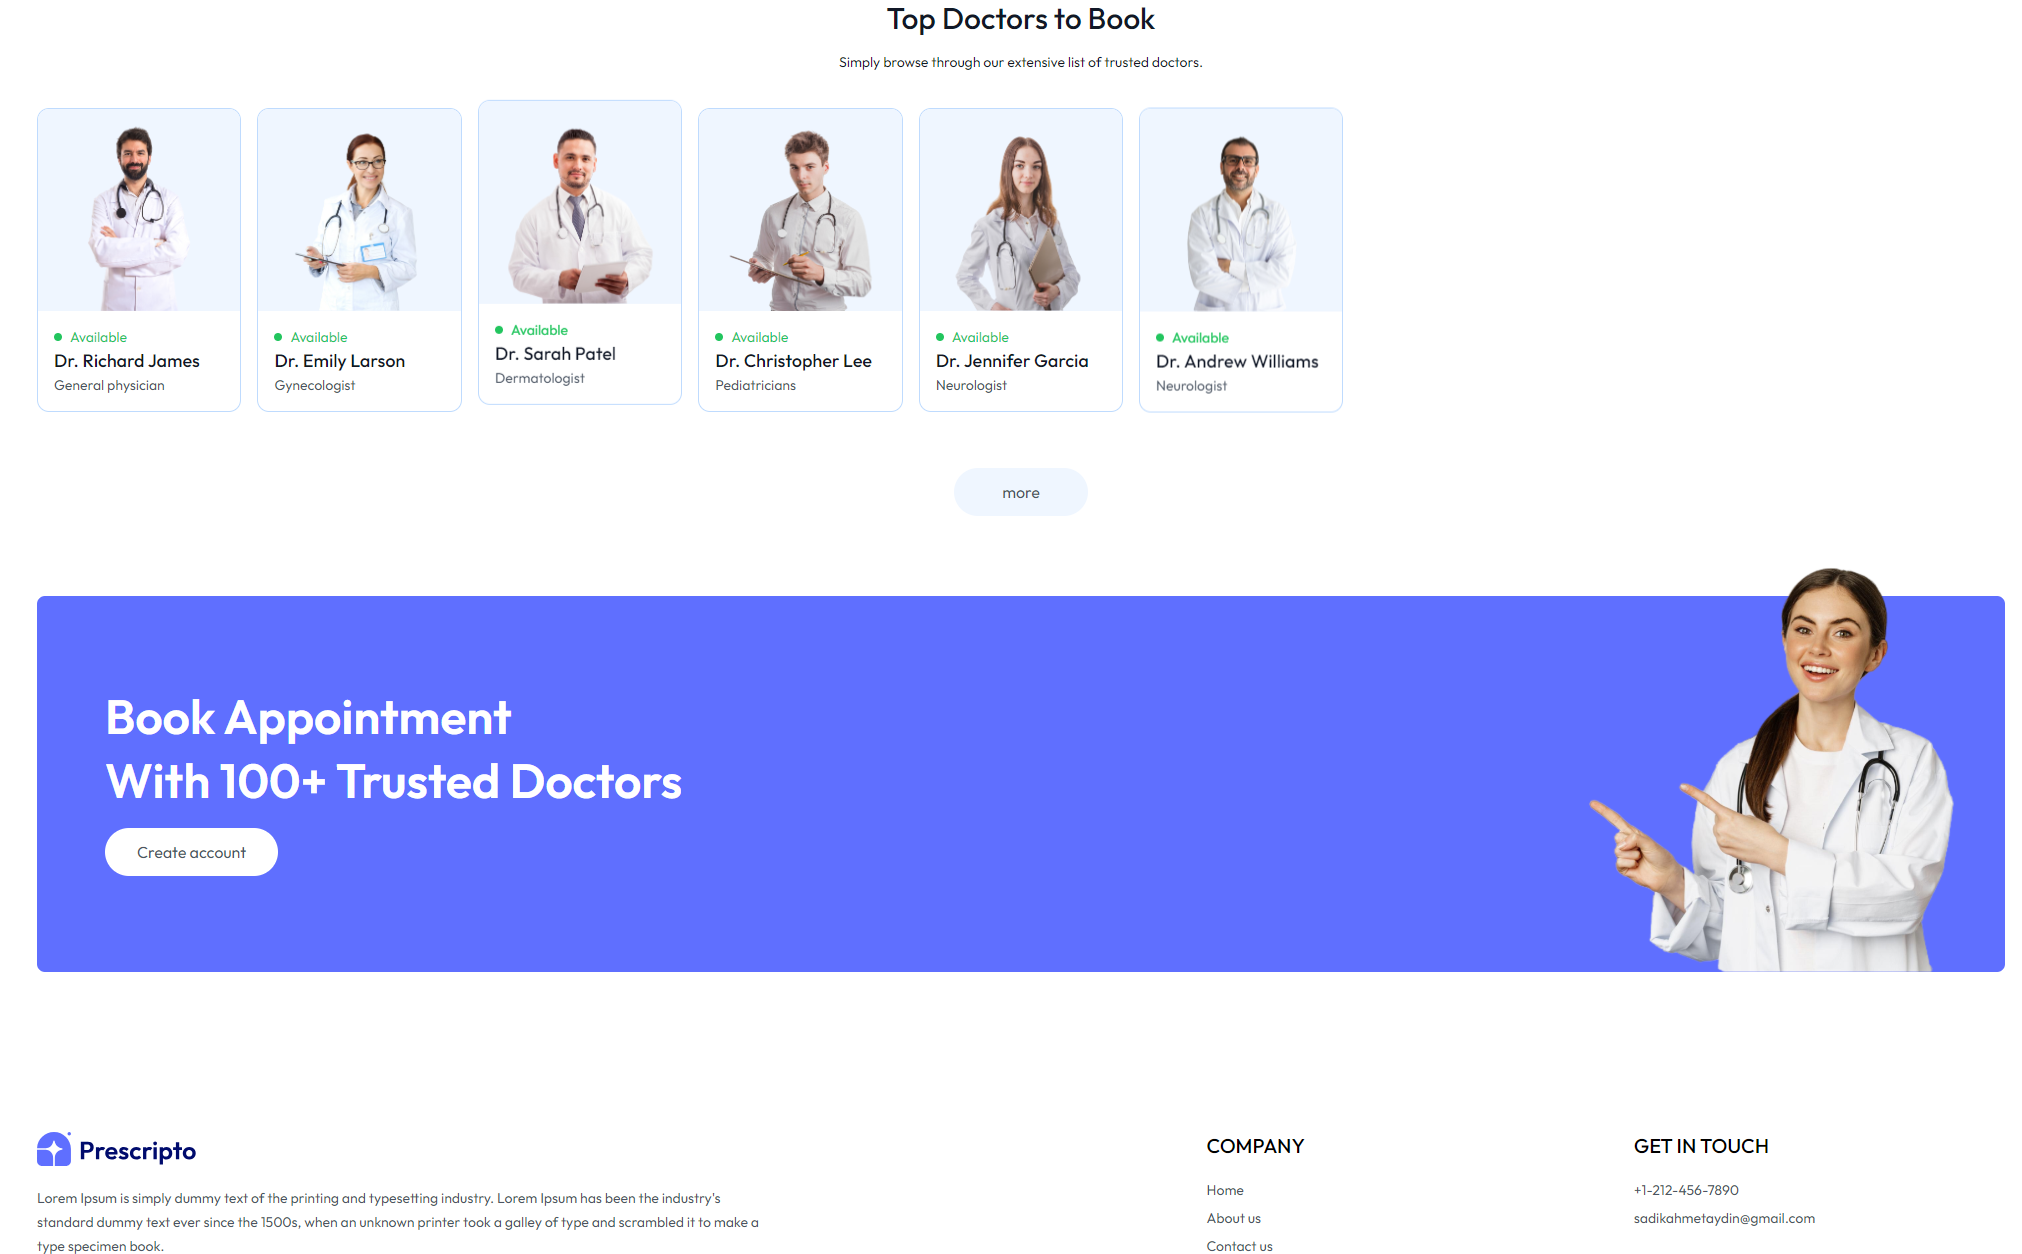 Top Doctors to Book
Simply browse through our extensive list of trusted doctors.
Available
Dr. Richard James
General physician
Available
Dr. Emily Larson
Gynecologist
Available
Dr. Sarah Patel
Dermatologist
Available
Dr. Christopher Lee
Pediatricians
Available
Dr. Jennifer Garcia
Neurologist
Available
Dr. Andrew Williams
Neurologist
more
Book Appointment
With 100+ Trusted Doctors
Create account
Prescripto
Lorem Ipsum is simply dummy text of the printing and typesetting industry. Lorem Ipsum has been the industry's
standard dummy text ever since the 1500s, when an unknown printer took a galley of type and scrambled it to make a
type specimen book.
COMPANY
Home
About us
Contact us
GET IN TOUCH
+1-212-456-7890
sadikahmetaydin@gmail.com